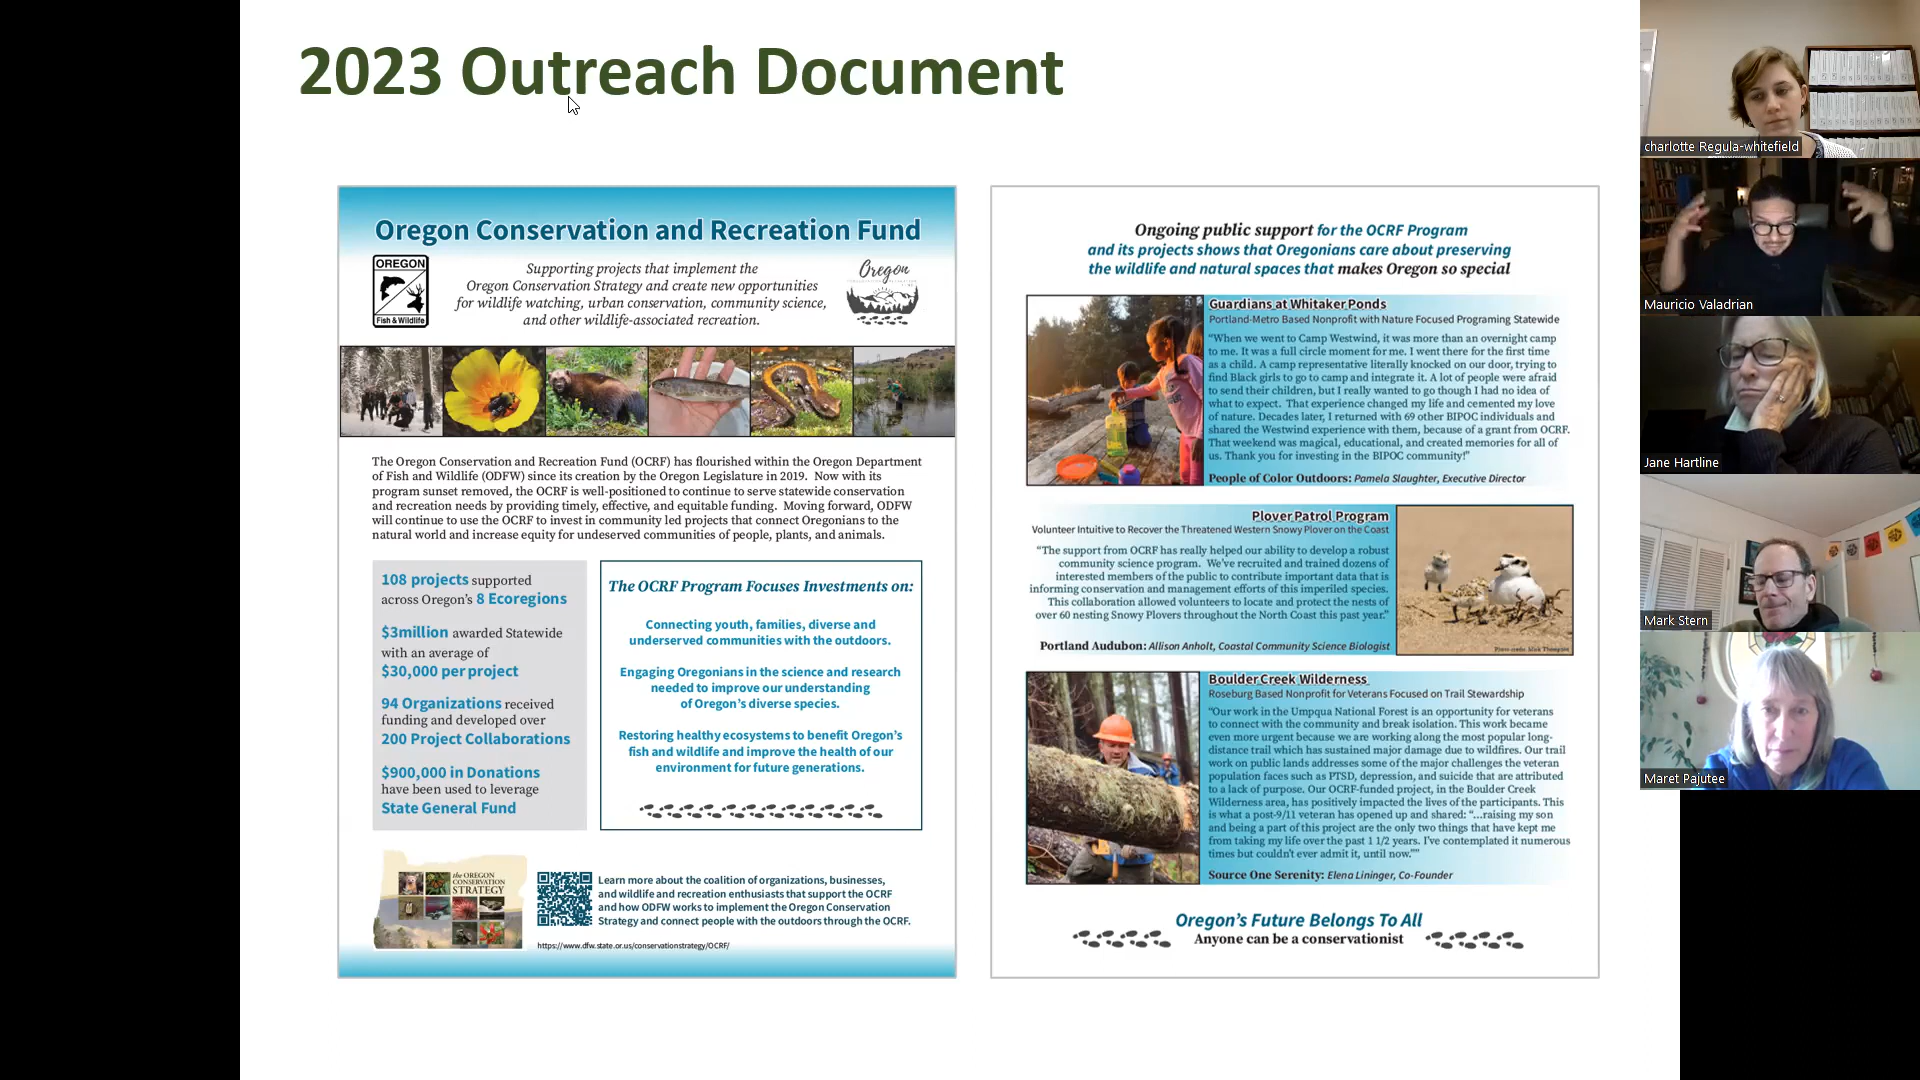 2023 Outreach Document
Oregon Conservation and Recreation Fund
OREGON
Fish & Wildlife
Supporting projects that implement the
Oregon Conservation Strategy and create new opportunities
for wildlife watching, urban conservation, community science,
and other wildlife-associated recreation.
Oregon
The Oregon Conservation and Recreation Fund (OCRF) has flourished within the Oregon Department
of Fish and Wildlife (ODFW) since its creation by the Oregon Legislature in 2019. Now with its
program sunset removed, the OCRF is well-positioned to continue to serve statewide conservation
and recreation needs by providing timely, effective, and equitable funding. Moving forward, ODFW
will continue to use the OCRF to invest in community led projects that connect Oregonians to the
natural world and increase equity for undeserved communities of people, plants, and animals.
108 projects supported
across Oregon's 8 Ecoregions
$3million awarded Statewide
with an average of
$30,000 per project
94 Organizations received
funding and developed over
200 Project Collaborations
$900,000 in Donations
have been used to leverage
State General Fund
The OCRF Program Focuses Investments on:
Connecting youth, families, diverse and
underserved communities with the outdoors.
Engaging Oregonians in the science and research
needed to improve our understanding
of Oregon's diverse species.
Restoring healthy ecosystems to benefit Oregon's
fish and wildlife and improve the health of our
environment for future generations.
the OREGON
CONSERVATION
STRATEGY
Learn more about the coalition of organizations, businesses,
and wildlife and recreation enthusiasts that support the OCRF
and how ODFW works to implement the Oregon Conservation
Strategy and connect people with the outdoors through the OCRF.
https://www.dfw.state.or.us/conservationstrategy/OCRF/
Ongoing public support for the OCRF Program
and its projects shows that Oregonians care about preserving
the wildlife and natural spaces that makes Oregon so special
Guardians at Whitaker Ponds
Portland-Metro Based Nonprofit with Nature Focused Programing Statewide
"When we went to Camp Westwind, it was more than an overnight camp
to me. It was a full circle moment for me. I went there for the first time
as a child. A camp representative literally knocked on our door, trying to
find Black girls to go to camp and integrate it. A lot of people were afraid
to send their children, but I really wanted to go though I had no idea of
what to expect. That experience changed my life and cemented my love
of nature. Decades later, I returned with 69 other BIPOC individuals and
shared the Westwind experience with them, because of a grant from OCRF.
That weekend was magical, educational, and created memories for all of
us. Thank you for investing in the BIPOC community!"
People of Color Outdoors: Pamela Slaughter, Executive Director
Plover Patrol Program
Volunteer Intuitive to Recover the Threatened Western Snowy Plover on the Coast
"The support from OCRF has really helped our ability to develop a robust
community science program. We've recruited and trained dozens of
interested members of the public to contribute important data that is
informing conservation and management efforts of this imperiled species.
This collaboration allowed volunteers to locate and protect the nests of
over 60 nesting Snowy Plovers throughout the North Coast this past year."
Portland Audubon: Allison Anholt, Coastal Community Science Biologist
Boulder Creek Wilderness
Roseburg Based Nonprofit for Veterans Focused on Trail Stewardship
"Our work in the Umpqua National Forest is an opportunity for veterans
to connect with the community and break isolation. This work became
even more urgent because we are working along the most popular long-
distance trail which has sustained major damage due to wildfires. Our trail
work on public lands addresses some of the major challenges the veteran
population faces such as PTSD, depression, and suicide that are attributed
to a lack of purpose. Our OCRF-funded project, in the Boulder Creek
Wilderness area, has positively impacted the lives of the participants. This
is what a post-9/11 veteran has opened up and shared: "...raising my son
and being a part of this project are the only two things that have kept me
from taking my life over the past 1 1/2 years. I've contemplated it numerous
times but couldn't ever admit it, until now.""
Source One Serenity: Elena Lininger, Co-Founder
Oregon's Future Belongs To All
Anyone can be a conservationist
charlotte Regula-whitefield
Mauricio Valadrian
Jane Hartline
Mark Stern
Maret Pajutee